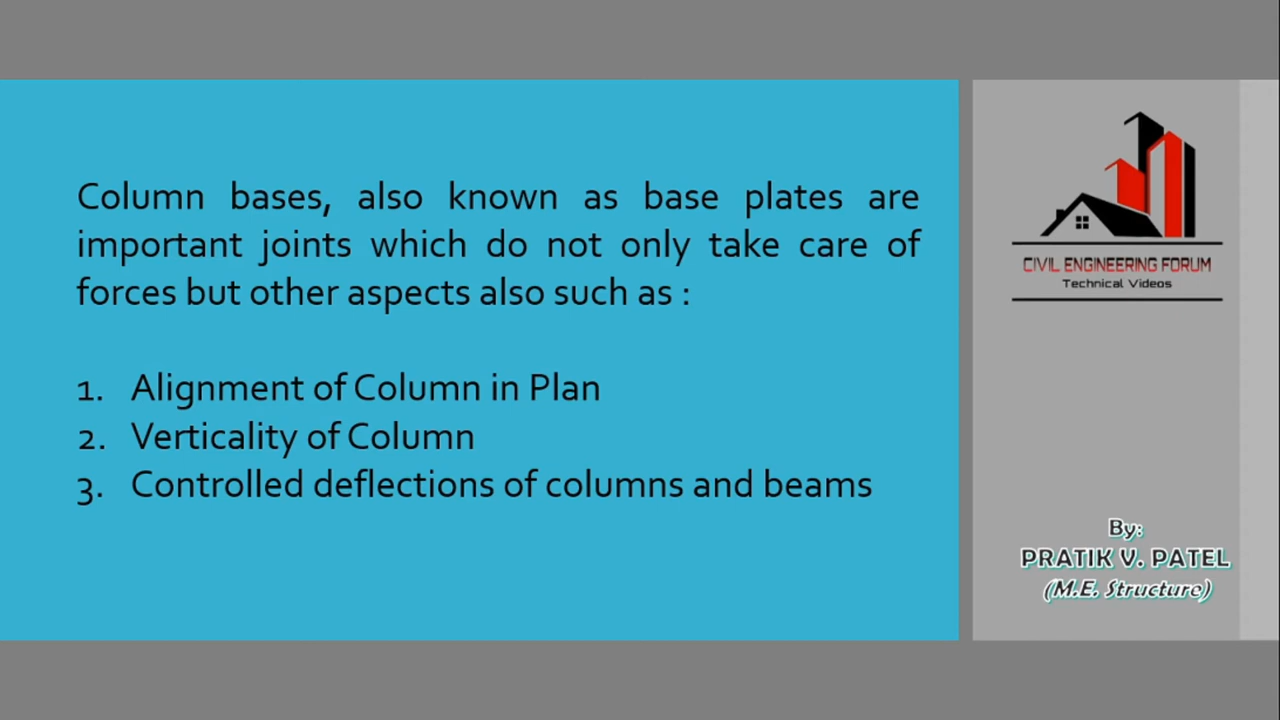 Column bases, also known as base plates are
important joints which do not only take care of
forces but other aspects also such as :
1. Alignment of Column in Plan
2. Verticality of Column
3. Controlled deflections of columns and beams
CIVIL ENGINEERING FORUM
Technical Videos
By:
PRATIK V. PATEL
(M.E. Structure)